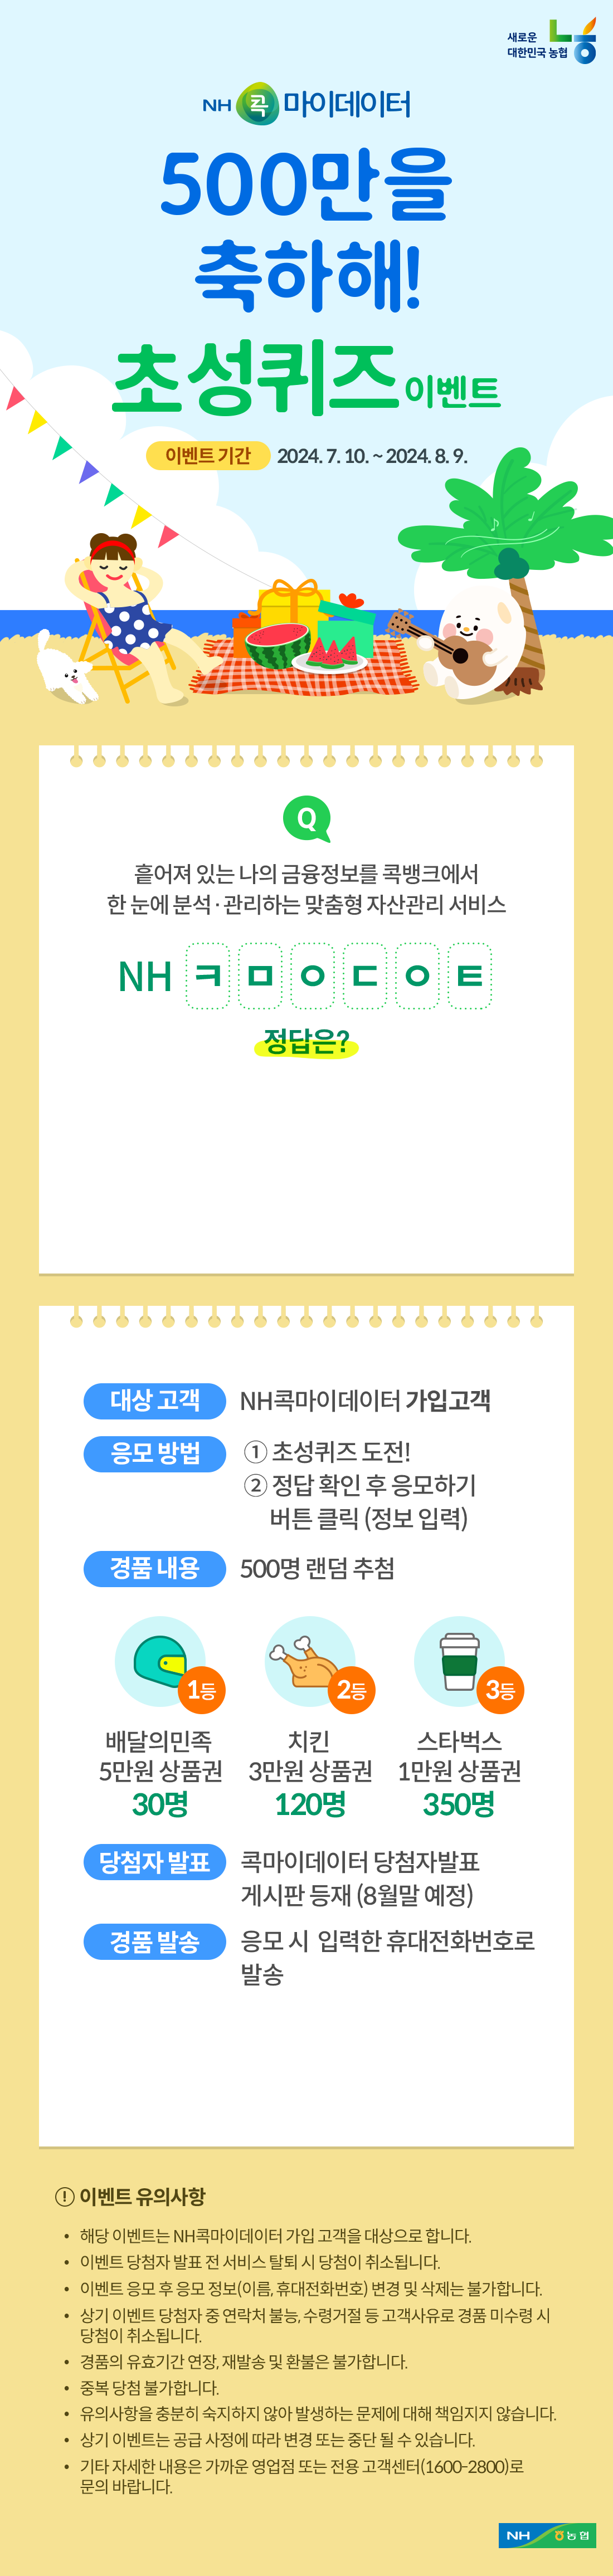 새로운
대한민국 농협
농
NH 콕 마이데이터
500만을
축하해!
초성퀴즈 이벤트
이벤트 기간 2024. 7. 10. ~ 2024. 8. 9.
Q
흩어져 있는 나의 금융정보를 콕뱅크에서
한 눈에 분석·관리하는 맞춤형 자산관리 서비스
NH ㅋ ㅁ ㅇ ㄷ ㅇ ㅌ
정답은?
대상 고객 NH콕마이데이터 가입고객
응모 방법 ① 초성퀴즈 도전!
② 정답 확인 후 응모하기
버튼 클릭 (정보 입력)
경품 내용 500명 랜덤 추첨
1등 2등 3등
배달의민족 치킨 스타벅스
5만원 상품권 3만원 상품권 1만원 상품권
30명 120명 350명
당첨자 발표 콕마이데이터 당첨자발표
게시판 등재 (8월말 예정)
경품 발송 응모 시 입력한 휴대전화번호로
발송
! 이벤트 유의사항
• 해당 이벤트는 NH콕마이데이터 가입 고객을 대상으로 합니다.
• 이벤트 당첨자 발표 전 서비스 탈퇴 시 당첨이 취소됩니다.
• 이벤트 응모 후 응모 정보(이름, 휴대전화번호) 변경 및 삭제는 불가합니다.
• 상기 이벤트 당첨자 중 연락처 불능, 수령거절 등 고객사유로 경품 미수령 시
당첨이 취소됩니다.
• 경품의 유효기간 연장, 재발송 및 환불은 불가합니다.
• 중복 당첨 불가합니다.
• 유의사항을 충분히 숙지하지 않아 발생하는 문제에 대해 책임지지 않습니다.
• 상기 이벤트는 공급 사정에 따라 변경 또는 중단 될 수 있습니다.
• 기타 자세한 내용은 가까운 영업점 또는 전용 고객센터(1600-2800)로
문의 바랍니다.
NH 농협